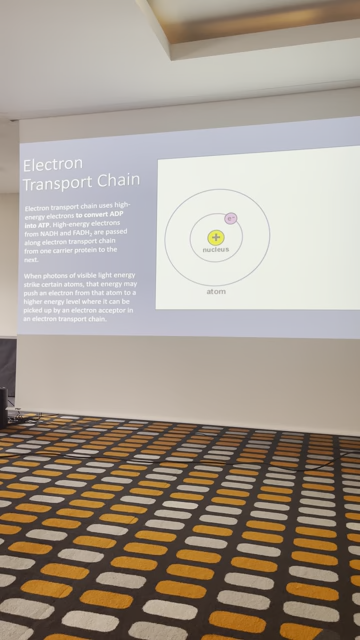 Electron
Transport Chain
Electron transport chain uses high-
energy electrons to convert ADP
into ATP. High-energy electrons
from NADH and FADH₂ are passed
along electron transport chain
from one carrier protein to the
next.
When photons of visible light energy
strike certain atoms, that energy may
push an electron from that atom to a
higher energy level where it can be
picked up by an electron acceptor in
an electron transport chain.
e⁻
+
nucleus
atom